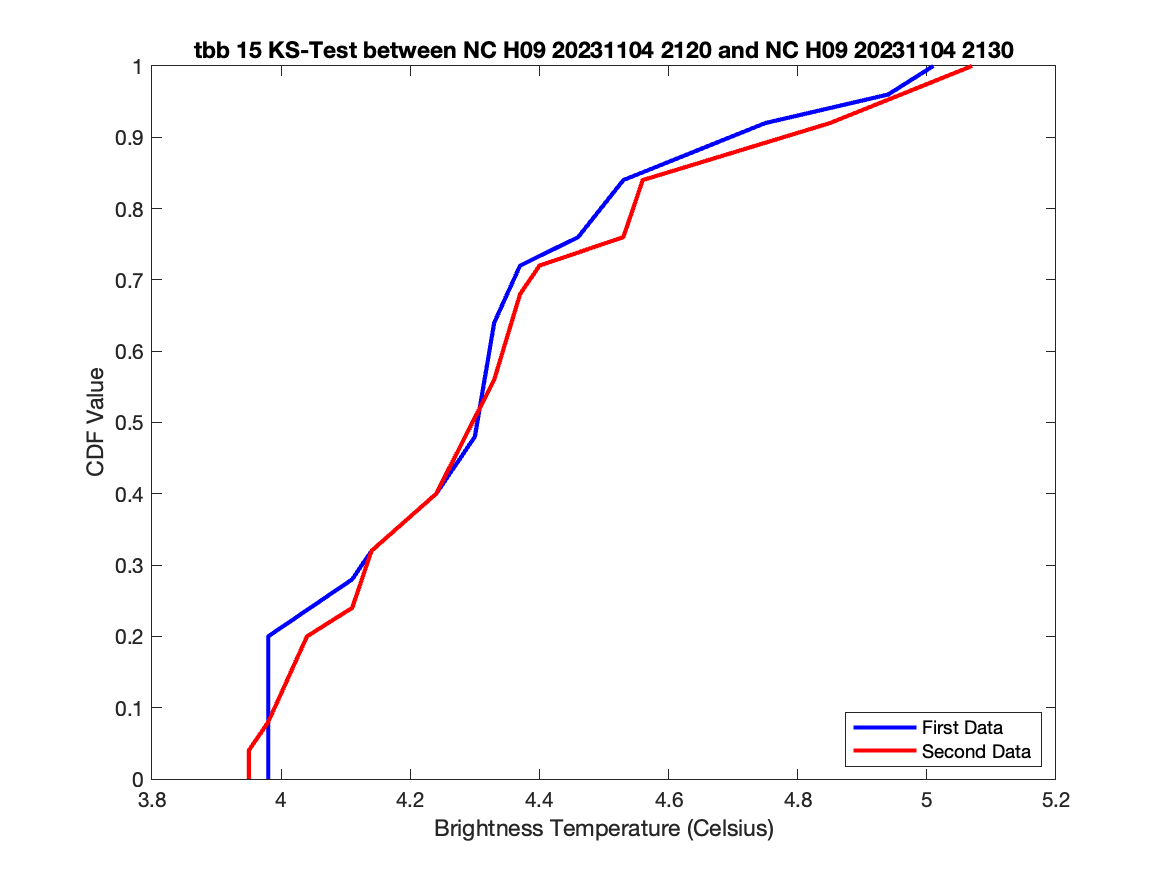 tbb 15 KS-Test between NC H09 20231104 2120 and NC H09 20231104 2130
1
0.9
0.8
0.7
0.6
0.5
0.4
0.3
0.2
0.1
0
CDF Value
3.8 4 4.2 4.4 4.6 4.8 5 5.2
Brightness Temperature (Celsius)
First Data
Second Data